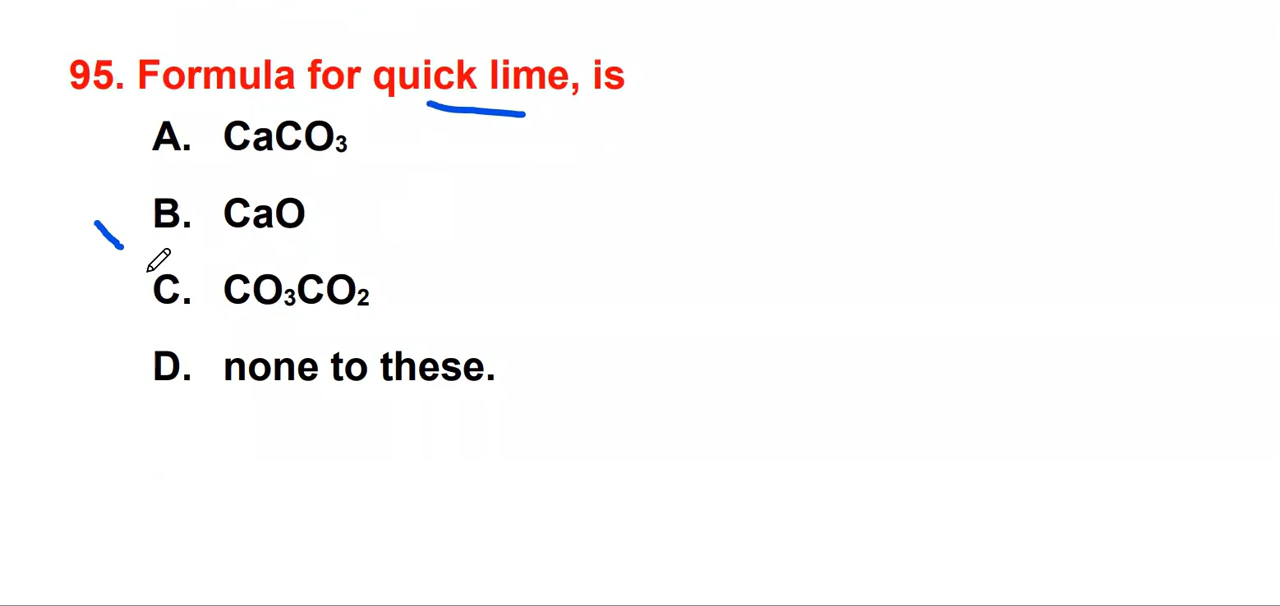 95. Formula for quick lime, is
A. CaCO₃
B. CaO
C. CO₃CO₂
D. none to these.